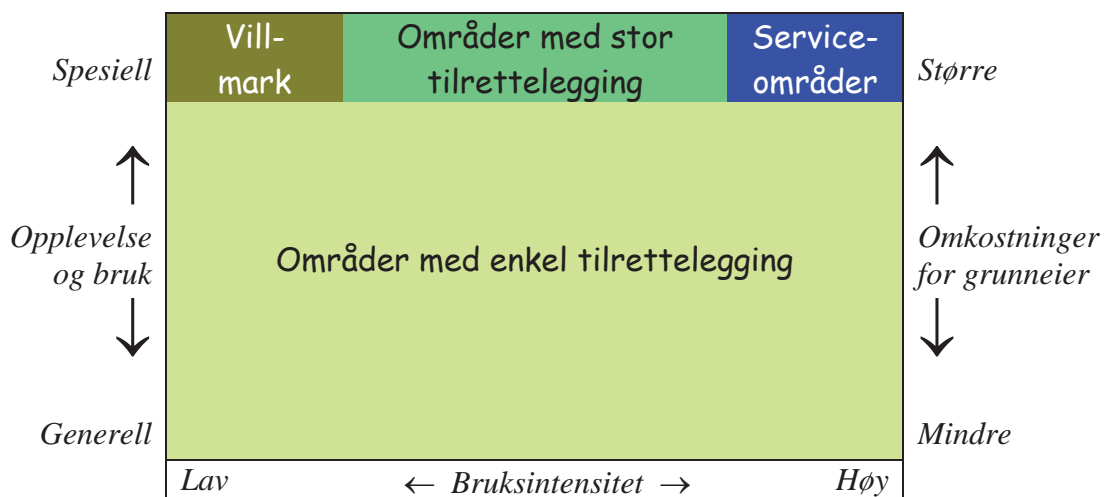 Vill-
mark
Områder med stor
tilrettelegging
Service-
områder
Spesiell
Større
Opplevelse
og bruk
Områder med enkel tilrettelegging
Omkostninger
for grunneier
Generell
Mindre
Lav
← Bruksintensitet →
Høy